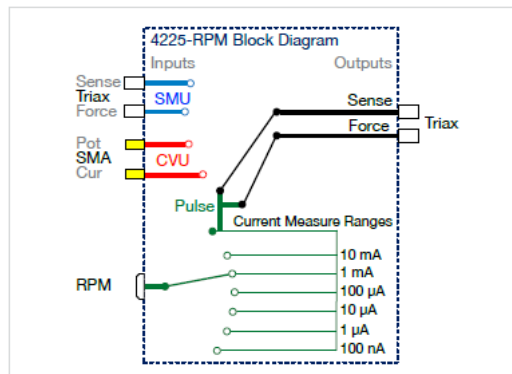 4225-RPM Block Diagram
Inputs
Outputs
Sense
Triax
Force
SMU
Sense
Force
Triax
Pot
SMA
Cur
CVU
Pulse
Current Measure Ranges
RPM
10 mA
1 mA
100 µA
10 µA
1 µA
100 nA